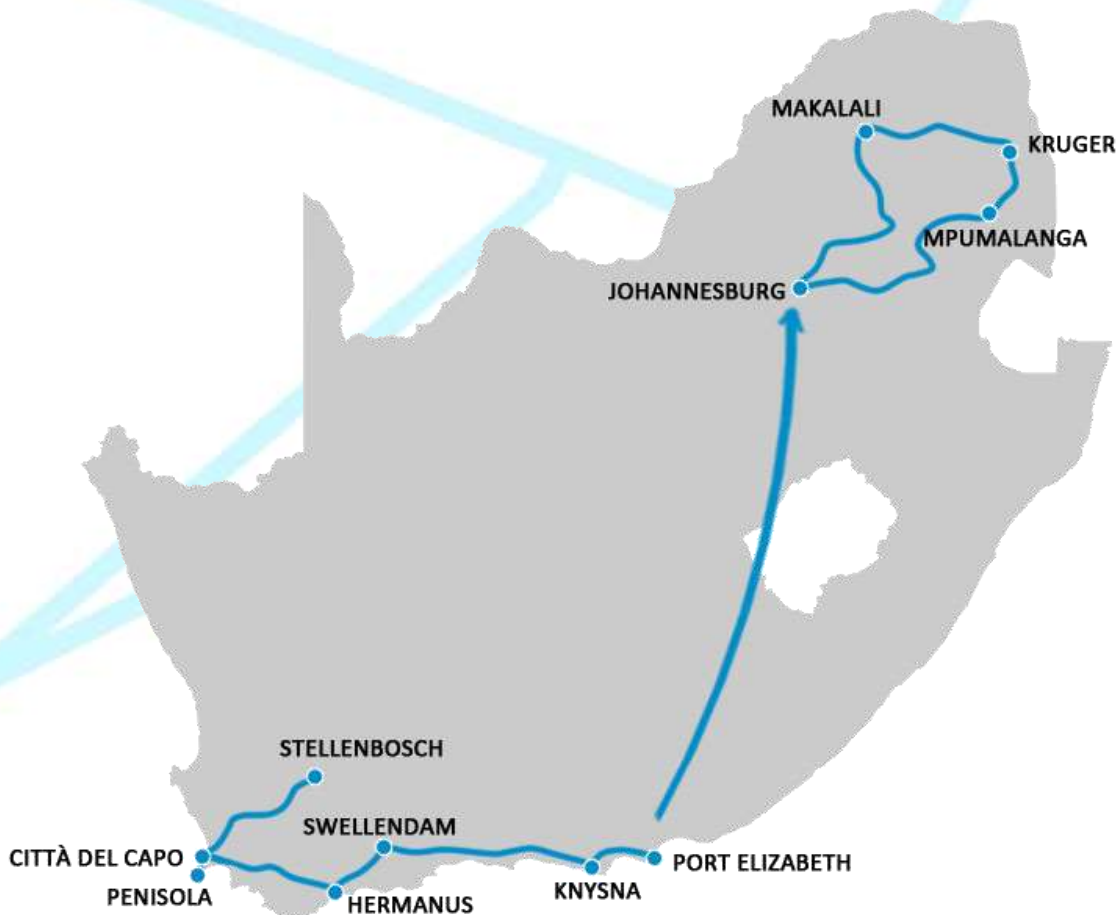 MAKALALI
KRUGER
MPUMALANGA
JOHANNESBURG
STELLENBOSCH
SWELLENDAM
CITTÀ DEL CAPO
PORT ELIZABETH
PENISOLA
KNYSNA
HERMANUS